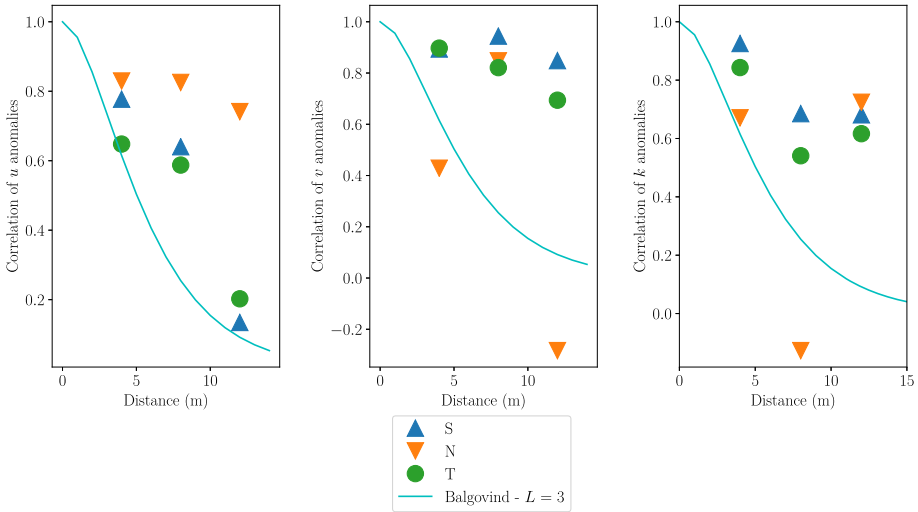 Correlation of u anomalies
1.0
0.8
0.6
0.4
0.2
0
5
10
Distance (m)
Correlation of v anomalies
1.0
0.8
0.6
0.4
0.2
0.0
−0.2
0
5
10
Distance (m)
Correlation of k anomalies
1.0
0.8
0.6
0.4
0.2
0.0
0
5
10
15
Distance (m)
S
N
T
Balgovind - L = 3